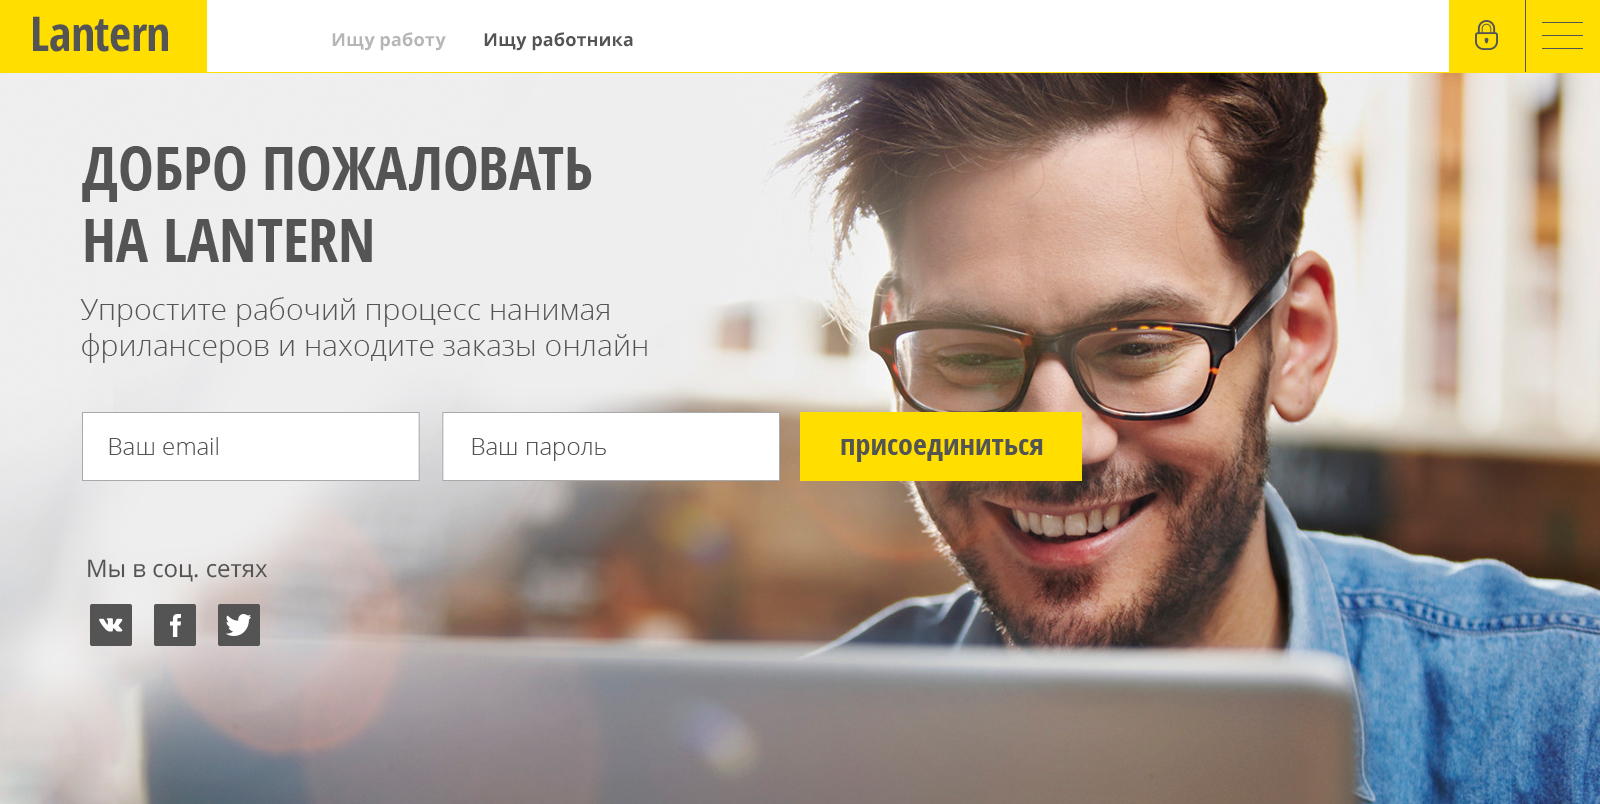 Lantern
Ищу работу
Ищу работника
ДОБРО ПОЖАЛОВАТЬ
НА LANTERN
Упростите рабочий процесс нанимая
фрилансеров и находите заказы онлайн
Ваш email
Ваш пароль
присоединиться
Мы в соц. сетях